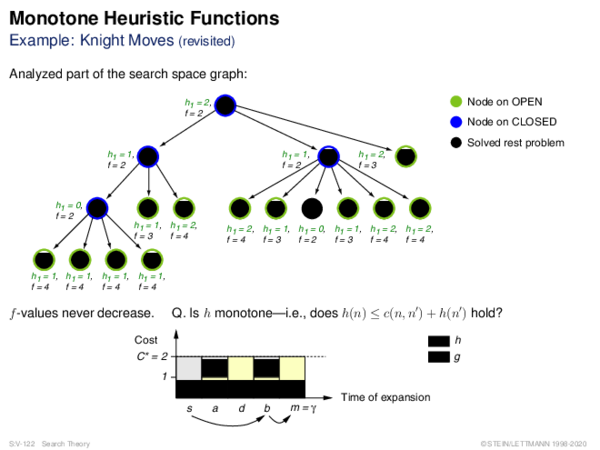 Monotone Heuristic Functions
Example: Knight Moves (revisited)
Analyzed part of the search space graph:
h1 = 2,
f = 2
Node on OPEN
Node on CLOSED
Solved rest problem
h1 = 1,
f = 2
h1 = 1,
f = 2
h1 = 2,
f = 3
h1 = 0,
f = 2
h1 = 1,
f = 3
h1 = 2,
f = 4
h1 = 2,
f = 4
h1 = 1,
f = 3
h1 = 0,
f = 2
h1 = 1,
f = 3
h1 = 2,
f = 4
h1 = 2,
f = 4
h1 = 1,
f = 4
h1 = 1,
f = 4
h1 = 1,
f = 4
h1 = 1,
f = 4
f-values never decrease. Q. Is h monotone—i.e., does h(n) ≤ c(n, n′) + h(n′) hold?
Cost
C* = 2
1
h
g
Time of expansion
s a d b m = γ
S:V-122 Search Theory ©STEIN/LETTMANN 1998-2020